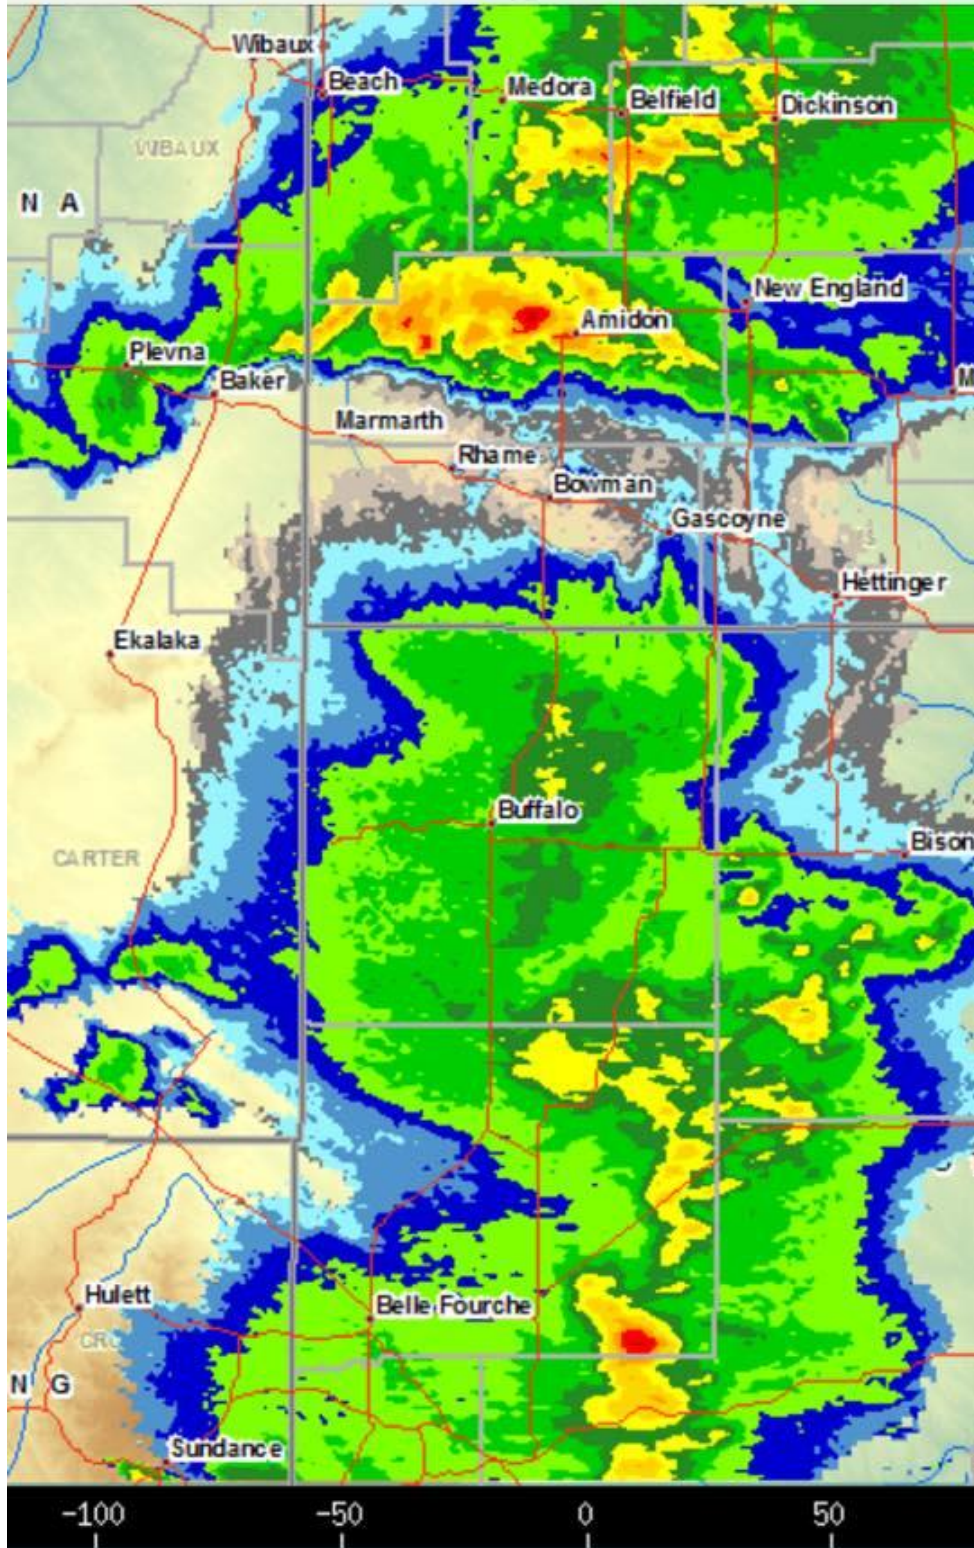 Wibaux
Beach
Medora
Belfield
Dickinson
WIBAUX
N A
New England
Amidon
Plevna
Baker
M
Marmarth
Rhame
Bowman
Gascoyne
Hettinger
Ekalaka
Buffalo
Bison
CARTER
Hulett
Belle Fourche
CRO
N G
Sundance
-100 -50 0 50